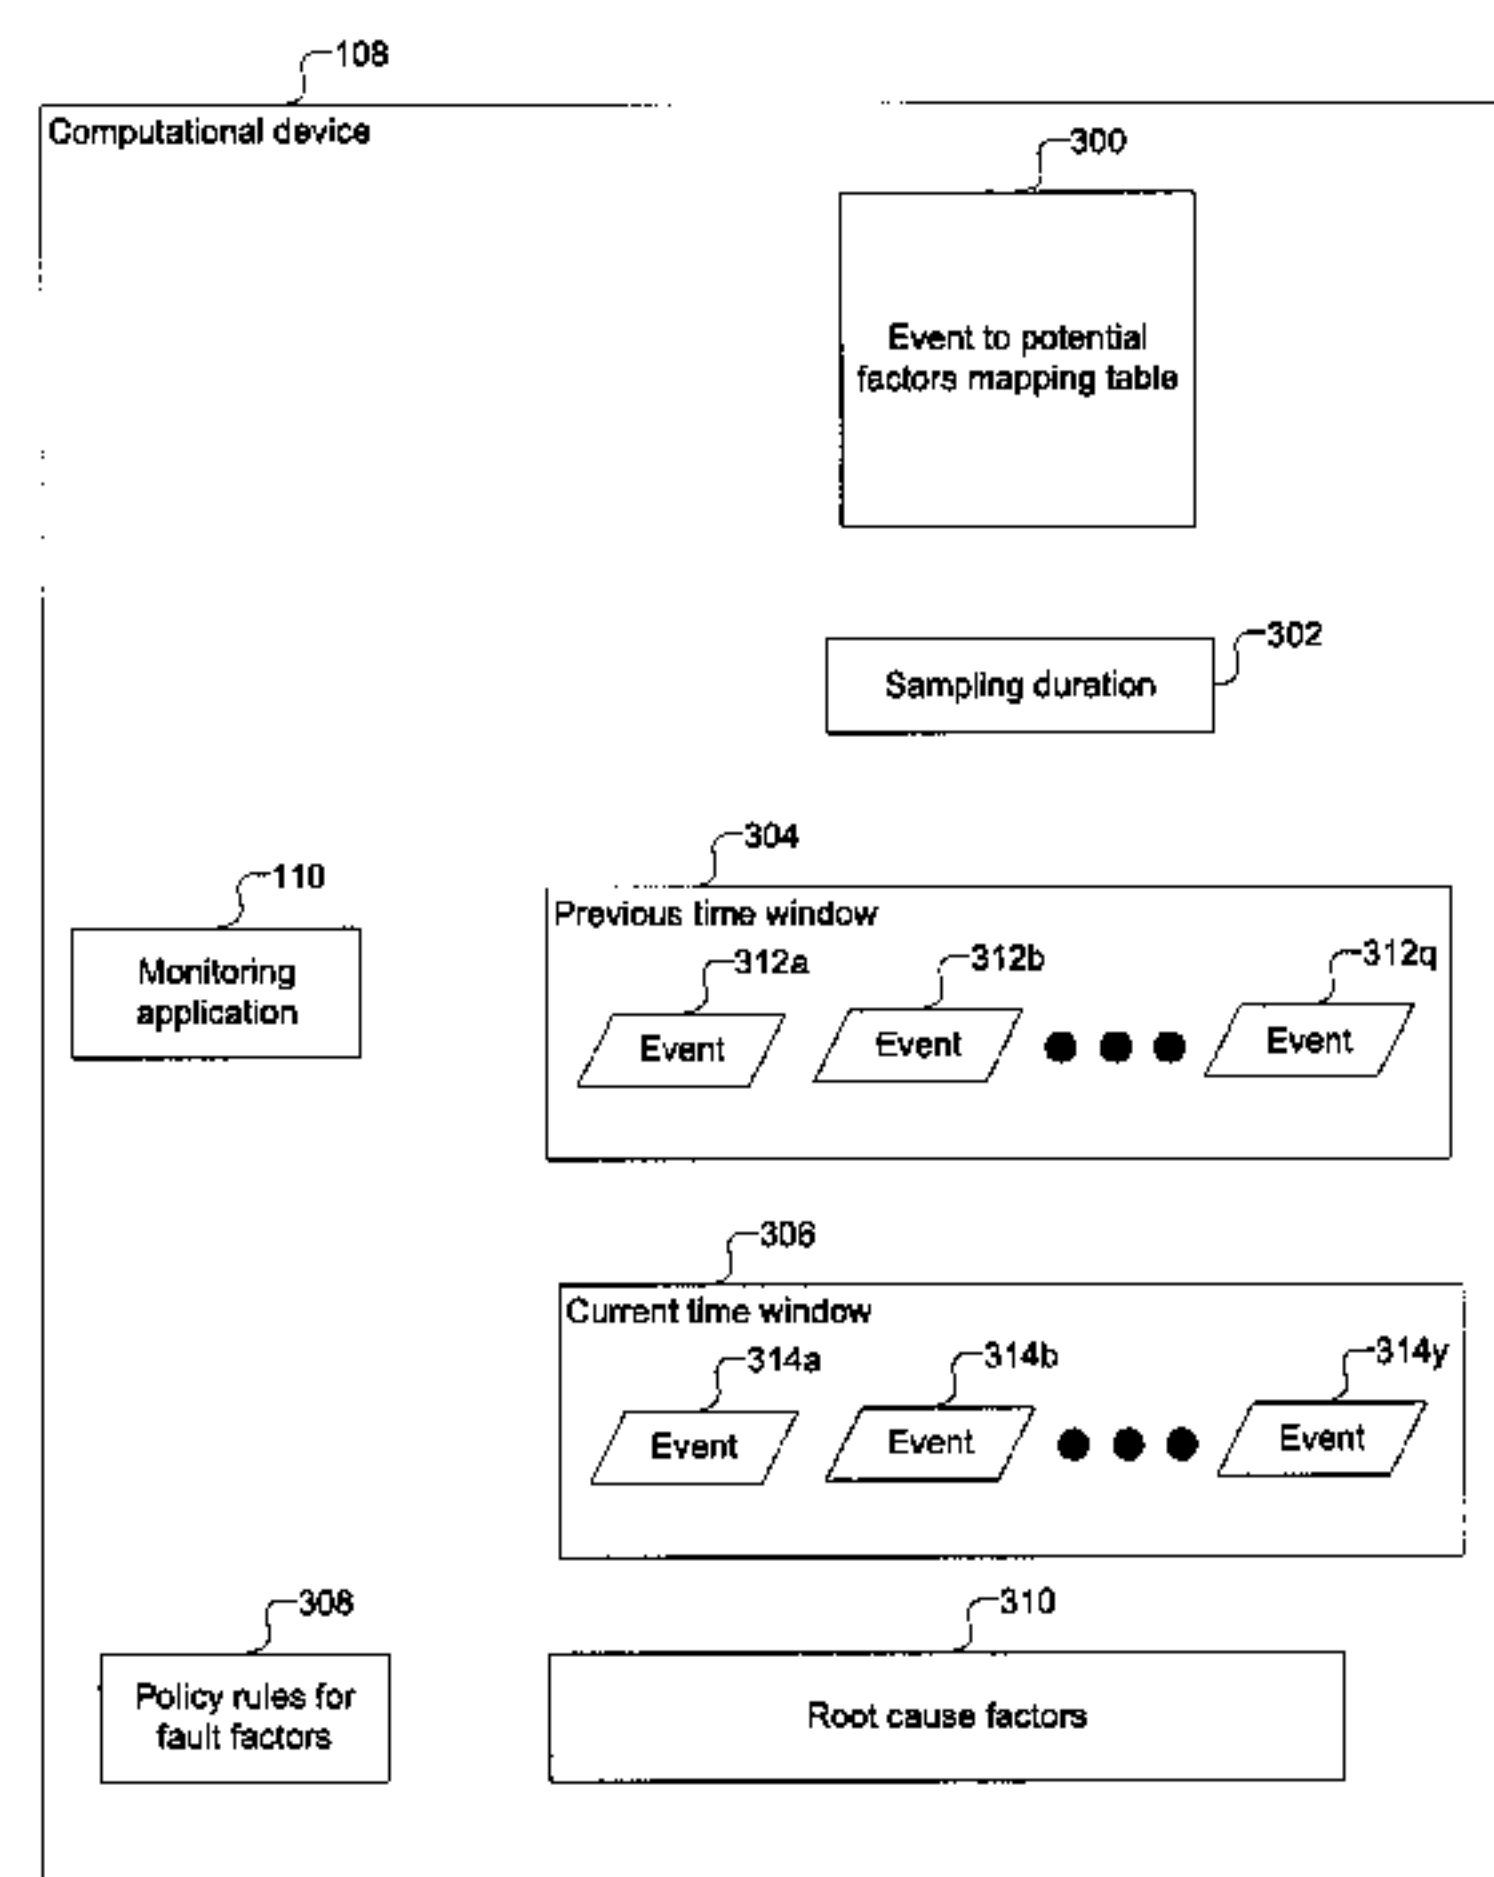 108
Computational device
300
Event to potential
factors mapping table
302
Sampling duration
304
Previous time window
110
Monitoring
application
312a
312b
312q
Event
Event
Event
306
Current time window
314a
314b
314y
Event
Event
Event
308
Policy rules for
fault factors
310
Root cause factors